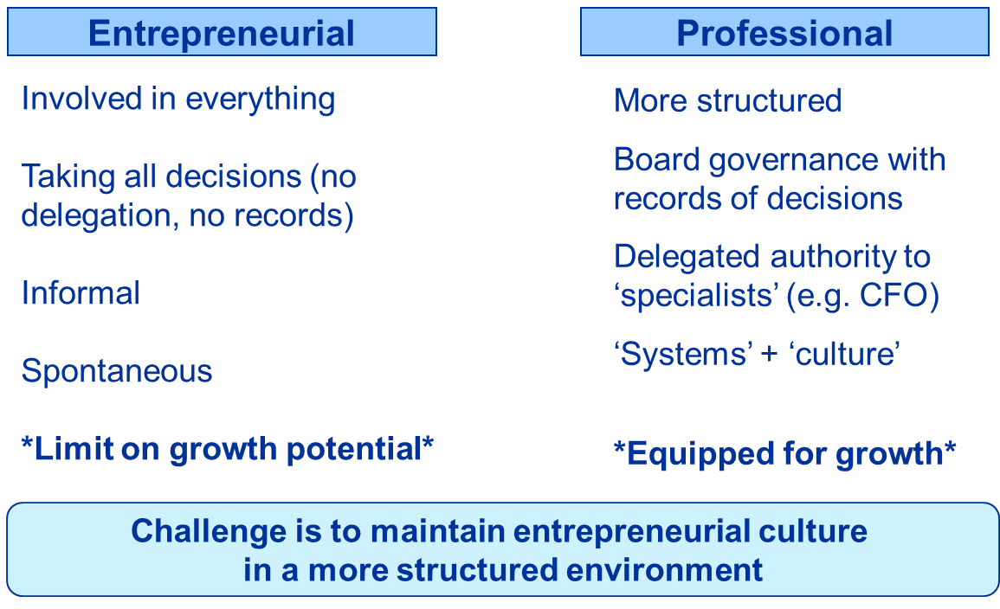 Entrepreneurial
Involved in everything
Taking all decisions (no
delegation, no records)
Informal
Spontaneous
*Limit on growth potential*
Professional
More structured
Board governance with
records of decisions
Delegated authority to
‘specialists’ (e.g. CFO)
‘Systems’ + ‘culture’
*Equipped for growth*
Challenge is to maintain entrepreneurial culture
in a more structured environment